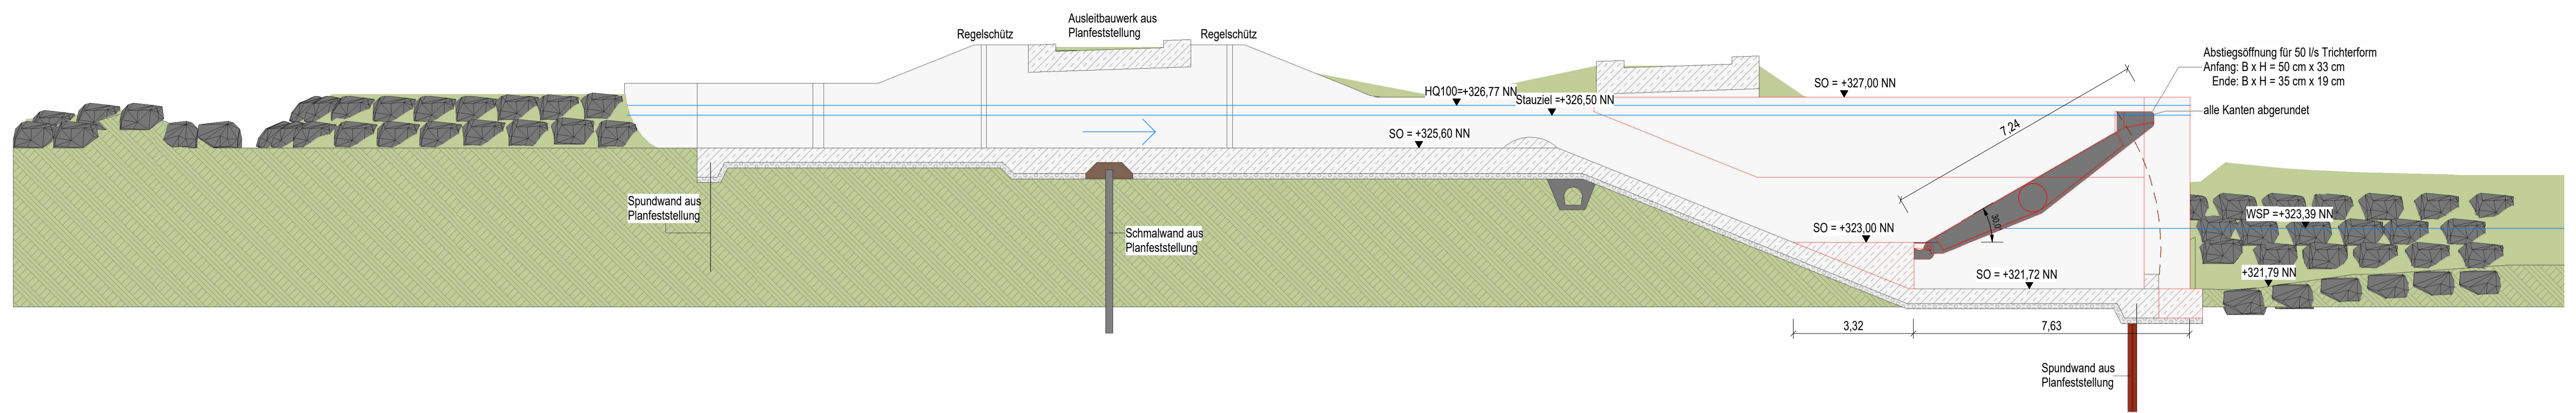 Ausleitbauwerk aus
Planfeststellung
Regelschütz
Regelschütz
Abstiegsöffnung für 50 l/s Trichterform
Anfang: B x H = 50 cm x 33 cm
Ende: B x H = 35 cm x 19 cm
alle Kanten abgerundet
SO = +327,00 NN
HQ100=+326,77 NN
Stauziel =+326,50 NN
SO = +325,60 NN
7,24
Spundwand aus
Planfeststellung
Schmalwand aus
Planfeststellung
SO = +323,00 NN
30,0°
WSP =+323,39 NN
SO = +321,72 NN
+321,79 NN
3,32
7,63
Spundwand aus
Planfeststellung